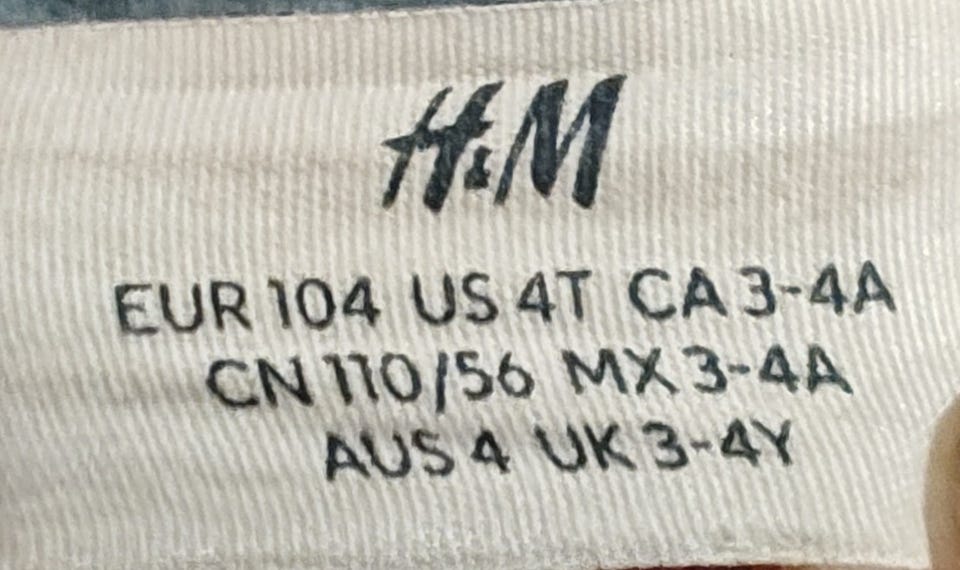 H&M
EUR 104 US 4T CA 3-4A
CN 110/56 MX 3-4A
AUS 4 UK 3-4Y